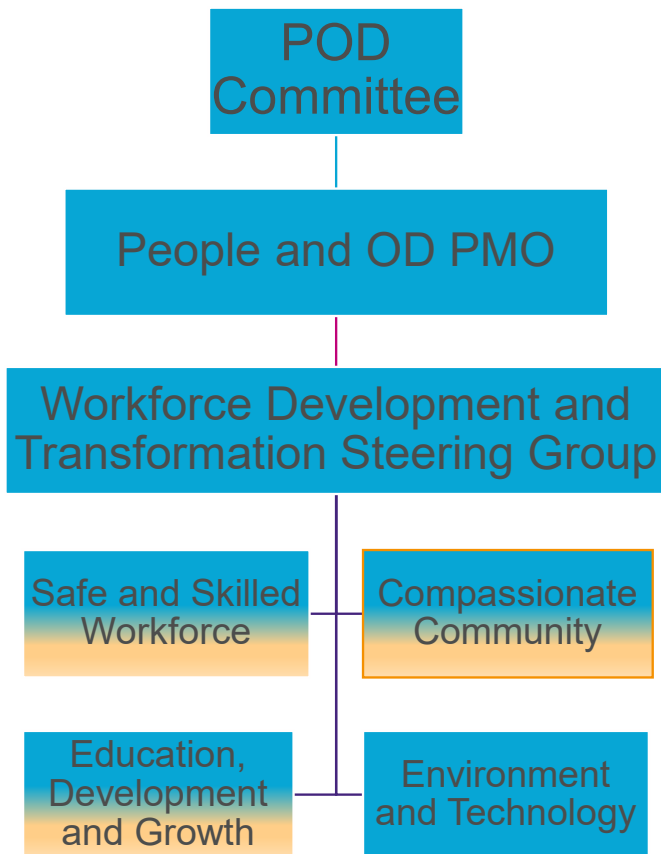 POD
Committee
People and OD PMO
Workforce Development and
Transformation Steering Group
Safe and Skilled
Workforce
Compassionate
Community
Education,
Development
and Growth
Environment
and Technology